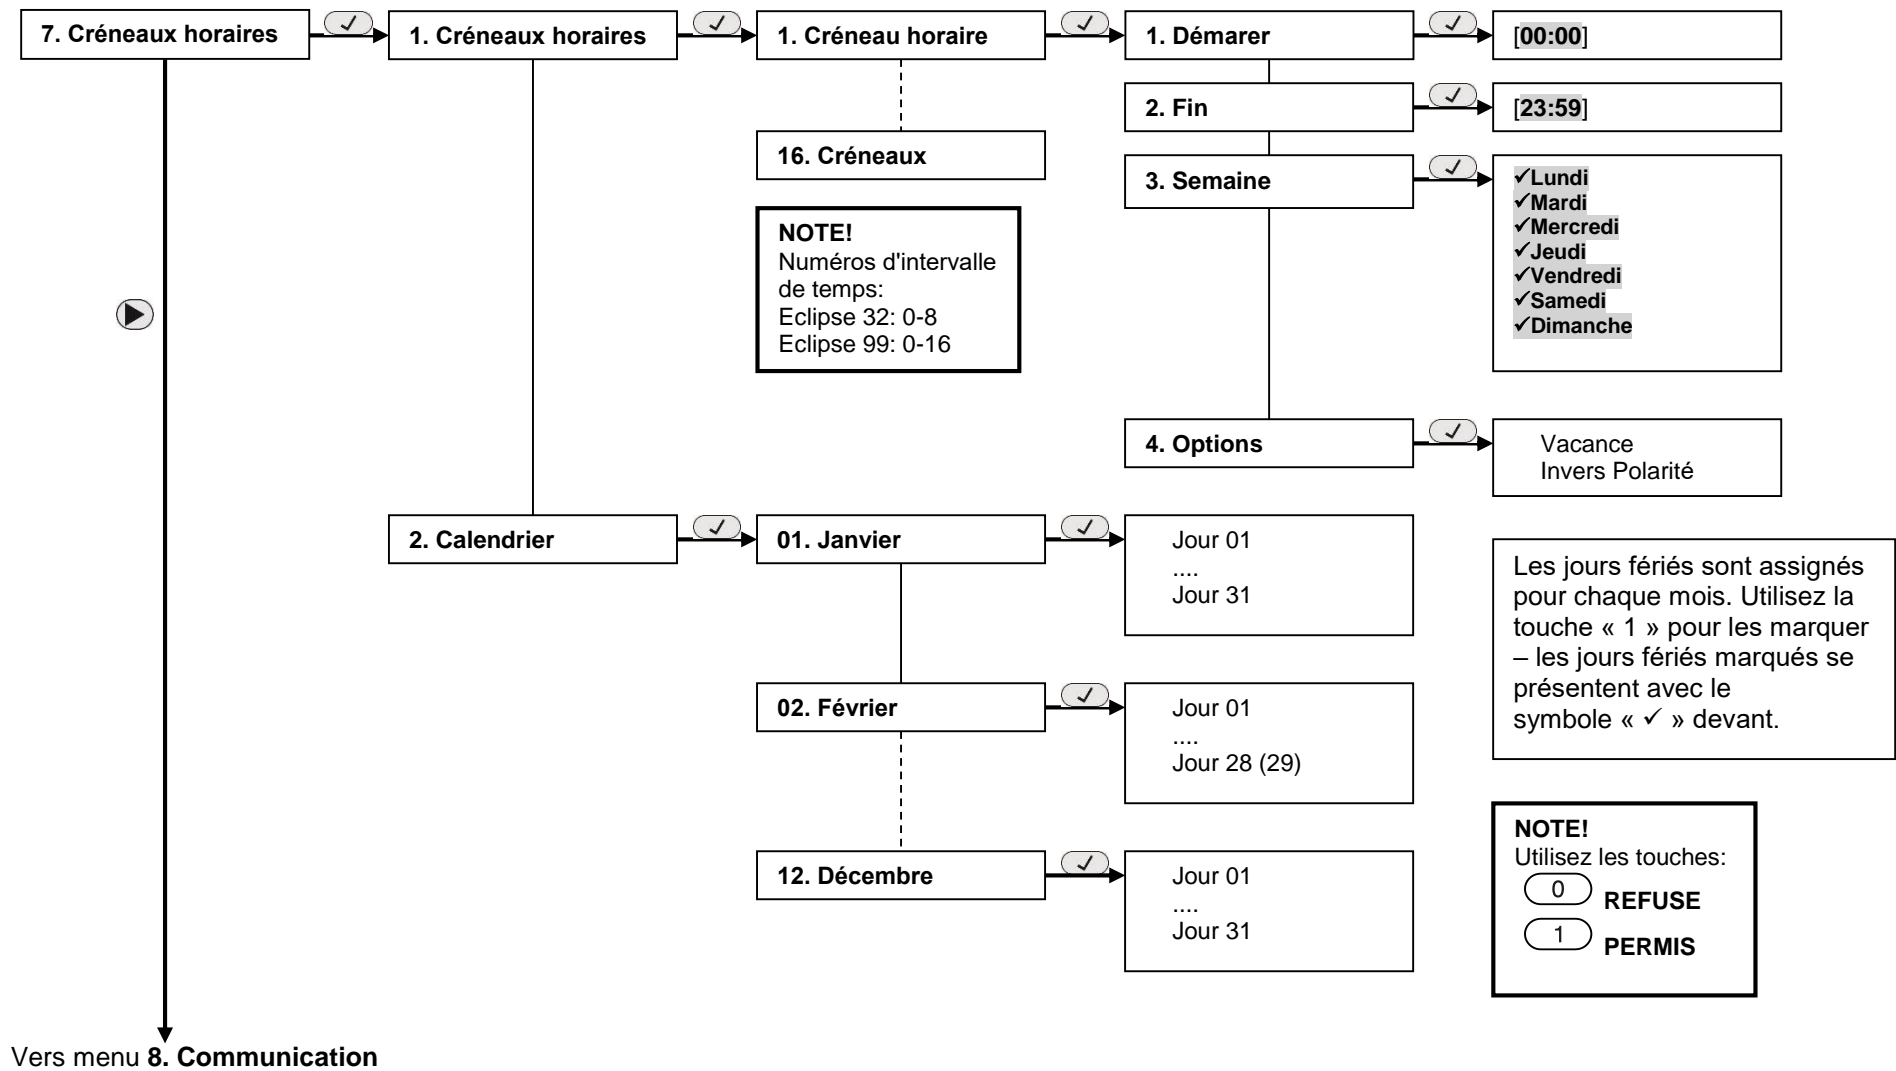 7. Créneaux horaires
1. Créneaux horaires
1. Créneau horaire
1. Démarer
[00:00]
2. Fin
[23:59]
16. Créneaux
3. Semaine
✓Lundi
✓Mardi
✓Mercredi
✓Jeudi
✓Vendredi
✓Samedi
✓Dimanche
NOTE!
Numéros d'intervalle
de temps:
Eclipse 32: 0-8
Eclipse 99: 0-16
4. Options
Vacance
Invers Polarité
2. Calendrier
01. Janvier
Jour 01
....
Jour 31
Les jours fériés sont assignés
pour chaque mois. Utilisez la
touche « 1 » pour les marquer
– les jours fériés marqués se
présentent avec le
symbole « ✓ » devant.
02. Février
Jour 01
....
Jour 28 (29)
12. Décembre
Jour 01
....
Jour 31
NOTE!
Utilisez les touches:
0 REFUSE
1 PERMIS
Vers menu 8. Communication